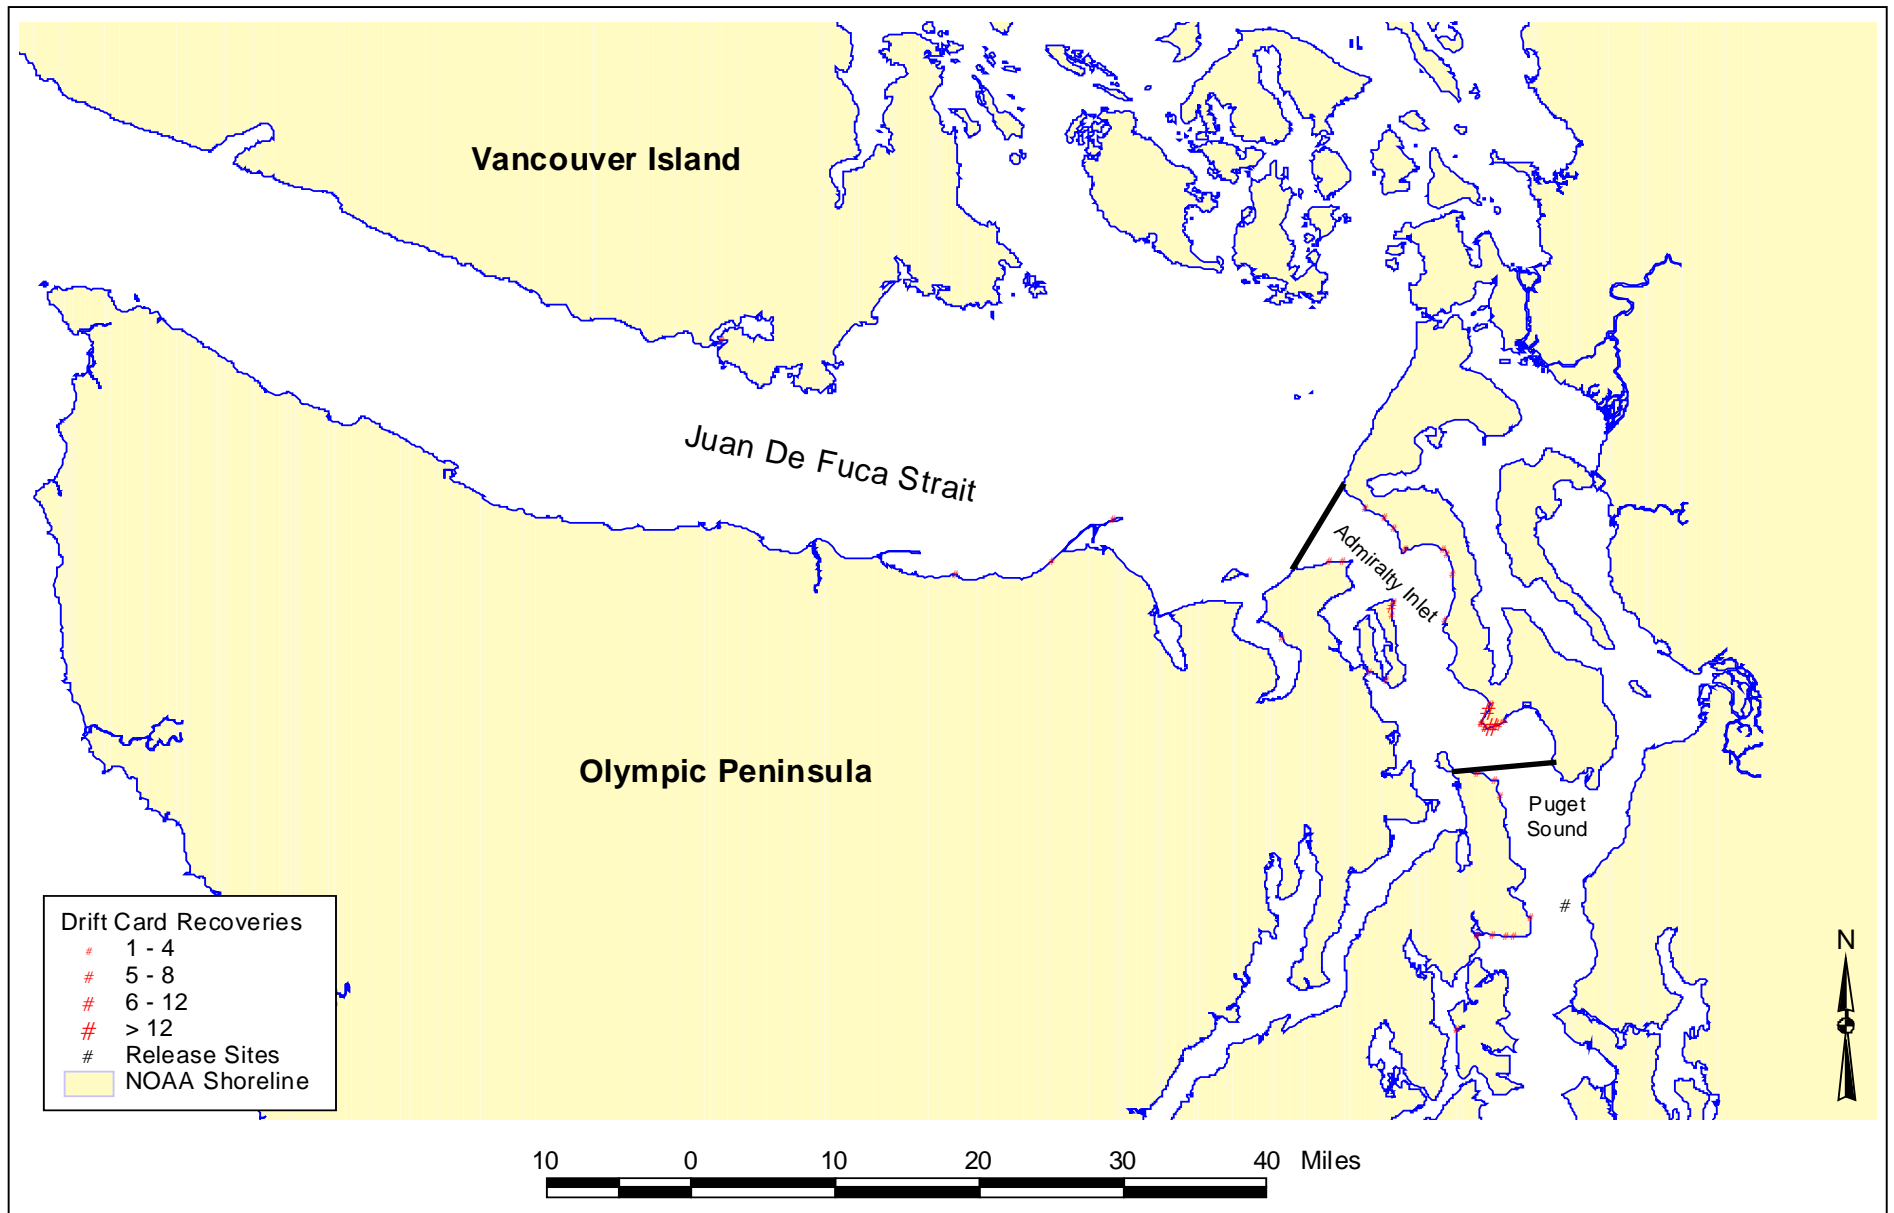 Vancouver Island
Juan De Fuca Strait
Admiralty Inlet
Olympic Peninsula
Puget
Sound
#
Drift Card Recoveries
# 1 - 4
# 5 - 8
# 6 - 12
# > 12
# Release Sites
NOAA Shoreline
N
10 0 10 20 30 40 Miles